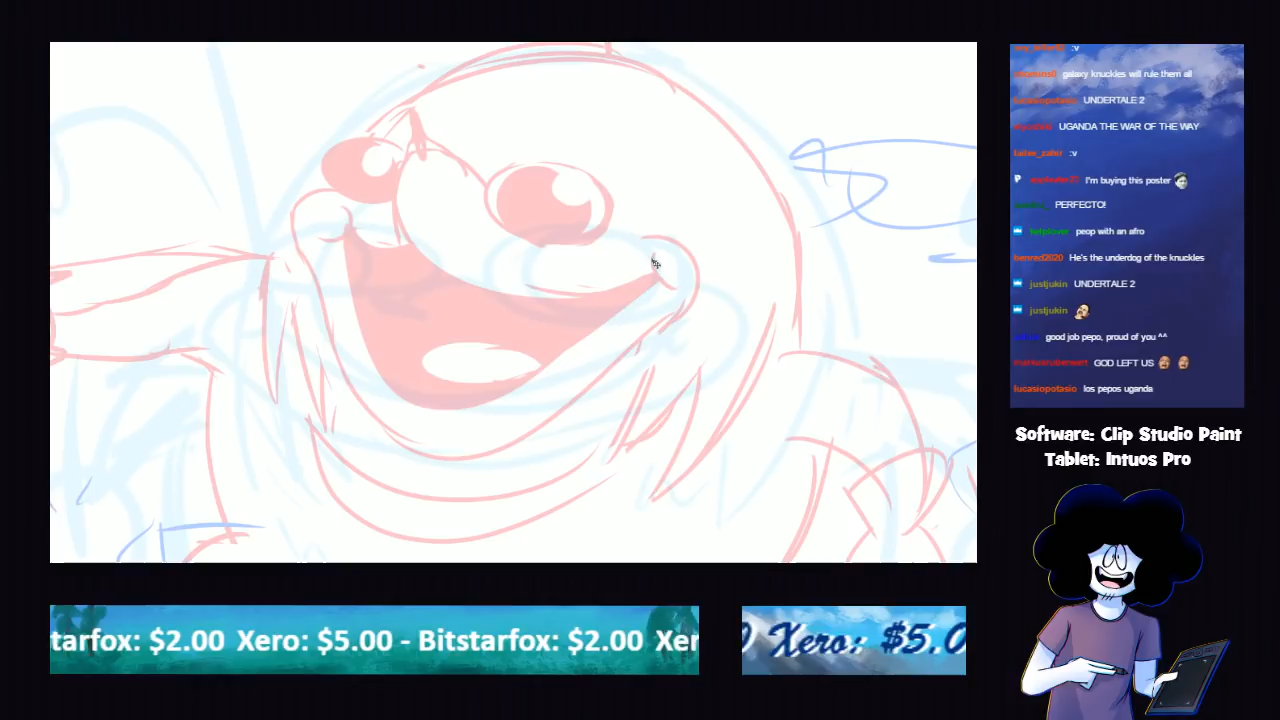 :v
galaxy knuckles will rule them all
UNDERTALE 2
UGANDA THE WAR OF THE WAY
:v
I'm buying this poster
PERFECTO!
peop with an afro
benred2020 He's the underdog of the knuckles
justjukin UNDERTALE 2
justjukin
good job pepo, proud of you ^^
GOD LEFT US
lucasiopotasio los pepos uganda
Software: Clip Studio Paint
Tablet: Intuos Pro
tarfox: $2.00 Xero: $5.00 - Bitstarfox: $2.00 Xer
Xero: $5.0